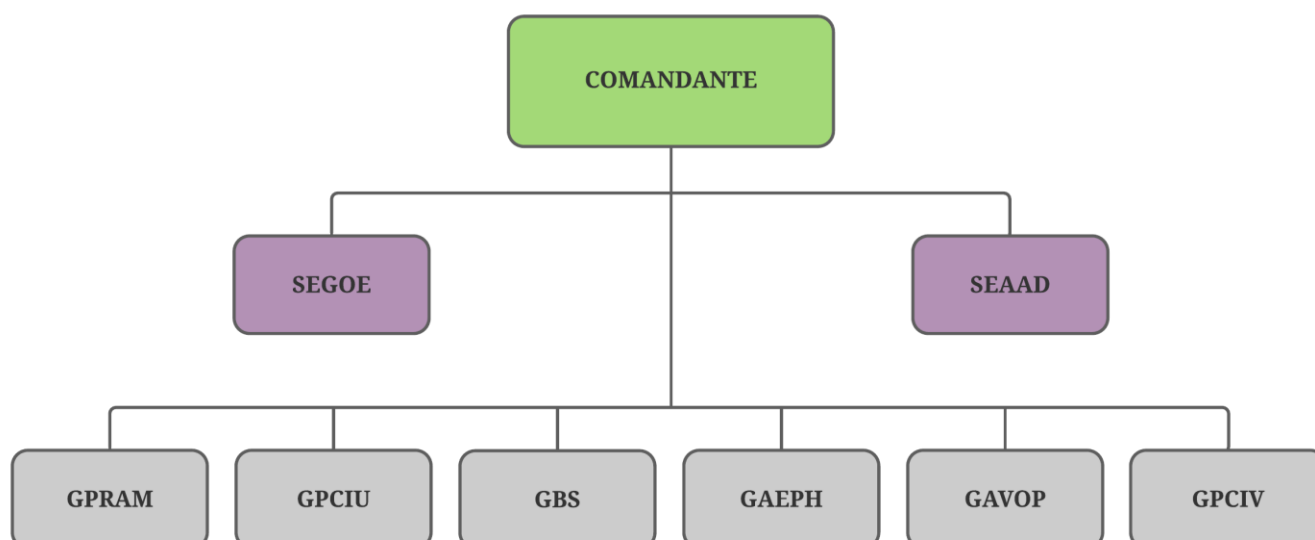 COMANDANTE
SEGOE
SEAAD
GPRAM
GPCIU
GBS
GAEPH
GAVOP
GPCIV